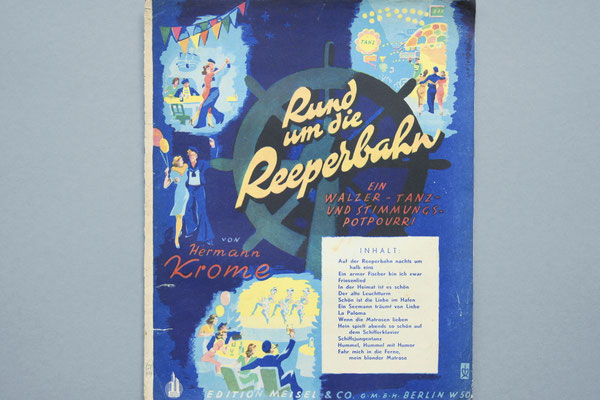 TANZ
BAR
Rund
um die
Reeperbahn
EIN
WALZER - TANZ-
UND STIMMUNGS-
POTPOURRI
VON
Hermann
Krome
INHALT:
Auf der Reeperbahn nachts um
halb eins
Ein armer Fischer bin ich zwar
Friesenlied
In der Heimat ist es schön
Der alte Leuchtturm
Schön ist die Liebe im Hafen
Ein Seemann träumt von Liebe
La Paloma
Wenn die Matrosen lieben
Hein spielt abends so schön auf
dem Schifferklavier
Schiffsjungentanz
Hummel, Hummel mit Humor
Fahr mich in die Ferne,
mein blonder Matrose
EDITION MEISEL & CO. G.M.B.H. BERLIN W 50